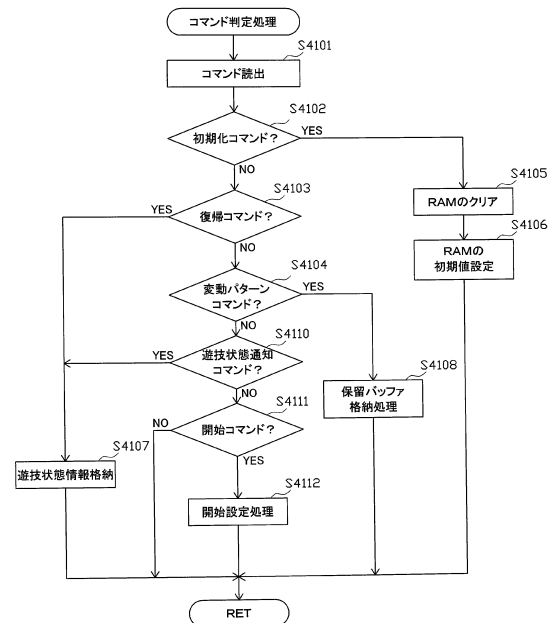 コマンド判定処理
S4101
コマンド読出
S4102
初期化コマンド?
YES
NO
S4103
S4105
YES
復帰コマンド?
RAMのクリア
NO
S4106
S4104
RAMの
初期値設定
変動パターン
コマンド?
YES
NO
S4110
YES
遊技状態通知
コマンド?
S4108
NO
保留バッファ
格納処理
S4111
NO
開始コマンド?
S4107
YES
遊技状態情報格納
S4112
開始設定処理
RET